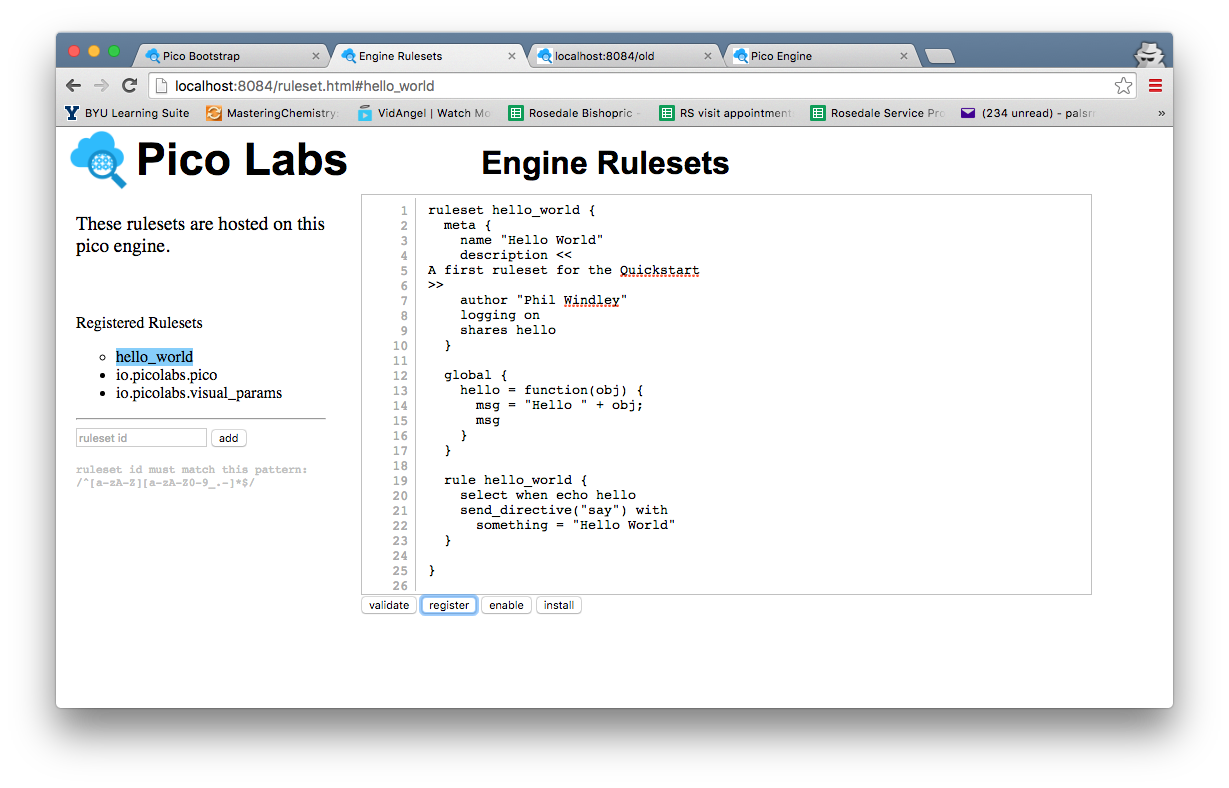 Pico Bootstrap
Engine Rulesets
localhost:8084/old
Pico Engine
localhost:8084/ruleset.html#hello_world
BYU Learning Suite
MasteringChemistry:
VidAngel | Watch Mo
Rosedale Bishopric -
RS visit appointment
Rosedale Service Pro
(234 unread) - palsr
»
Pico Labs
Engine Rulesets
These rulesets are hosted on this
pico engine.
Registered Rulesets
hello_world
io.picolabs.pico
io.picolabs.visual_params
ruleset id
add
ruleset id must match this pattern:
/^[a-zA-Z][a-zA-Z0-9_.-]*$/
1 ruleset hello_world {
2   meta {
3     name "Hello World"
4     description <<
5 A first ruleset for the Quickstart
6 >>
7     author "Phil Windley"
8     logging on
9     shares hello
10   }
11
12   global {
13     hello = function(obj) {
14       msg = "Hello " + obj;
15       msg
16     }
17   }
18
19   rule hello_world {
20     select when echo hello
21     send_directive("say") with
22       something = "Hello World"
23   }
24
25 }
26
validate
register
enable
install